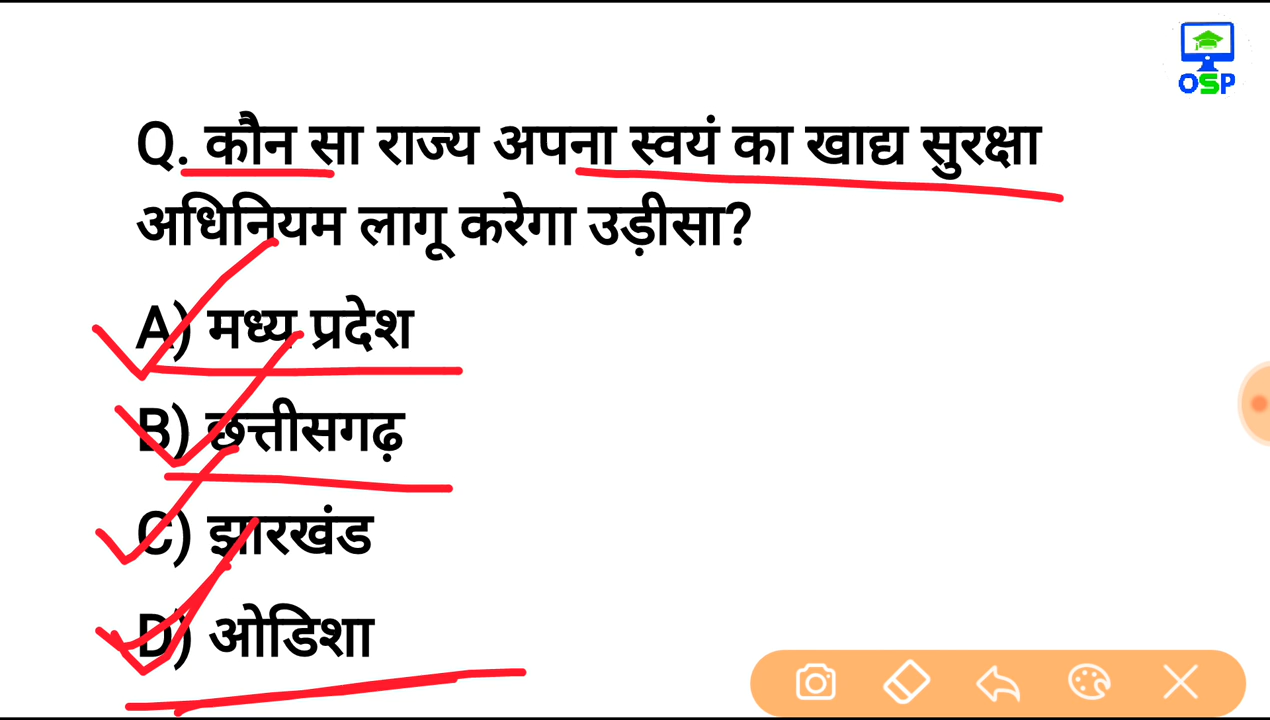 OSP
Q. कौन सा राज्य अपना स्वयं का खाद्य सुरक्षा
अधिनियम लागू करेगा उड़ीसा?
A) मध्य प्रदेश
B) छत्तीसगढ़
C) झारखंड
D) ओडिशा